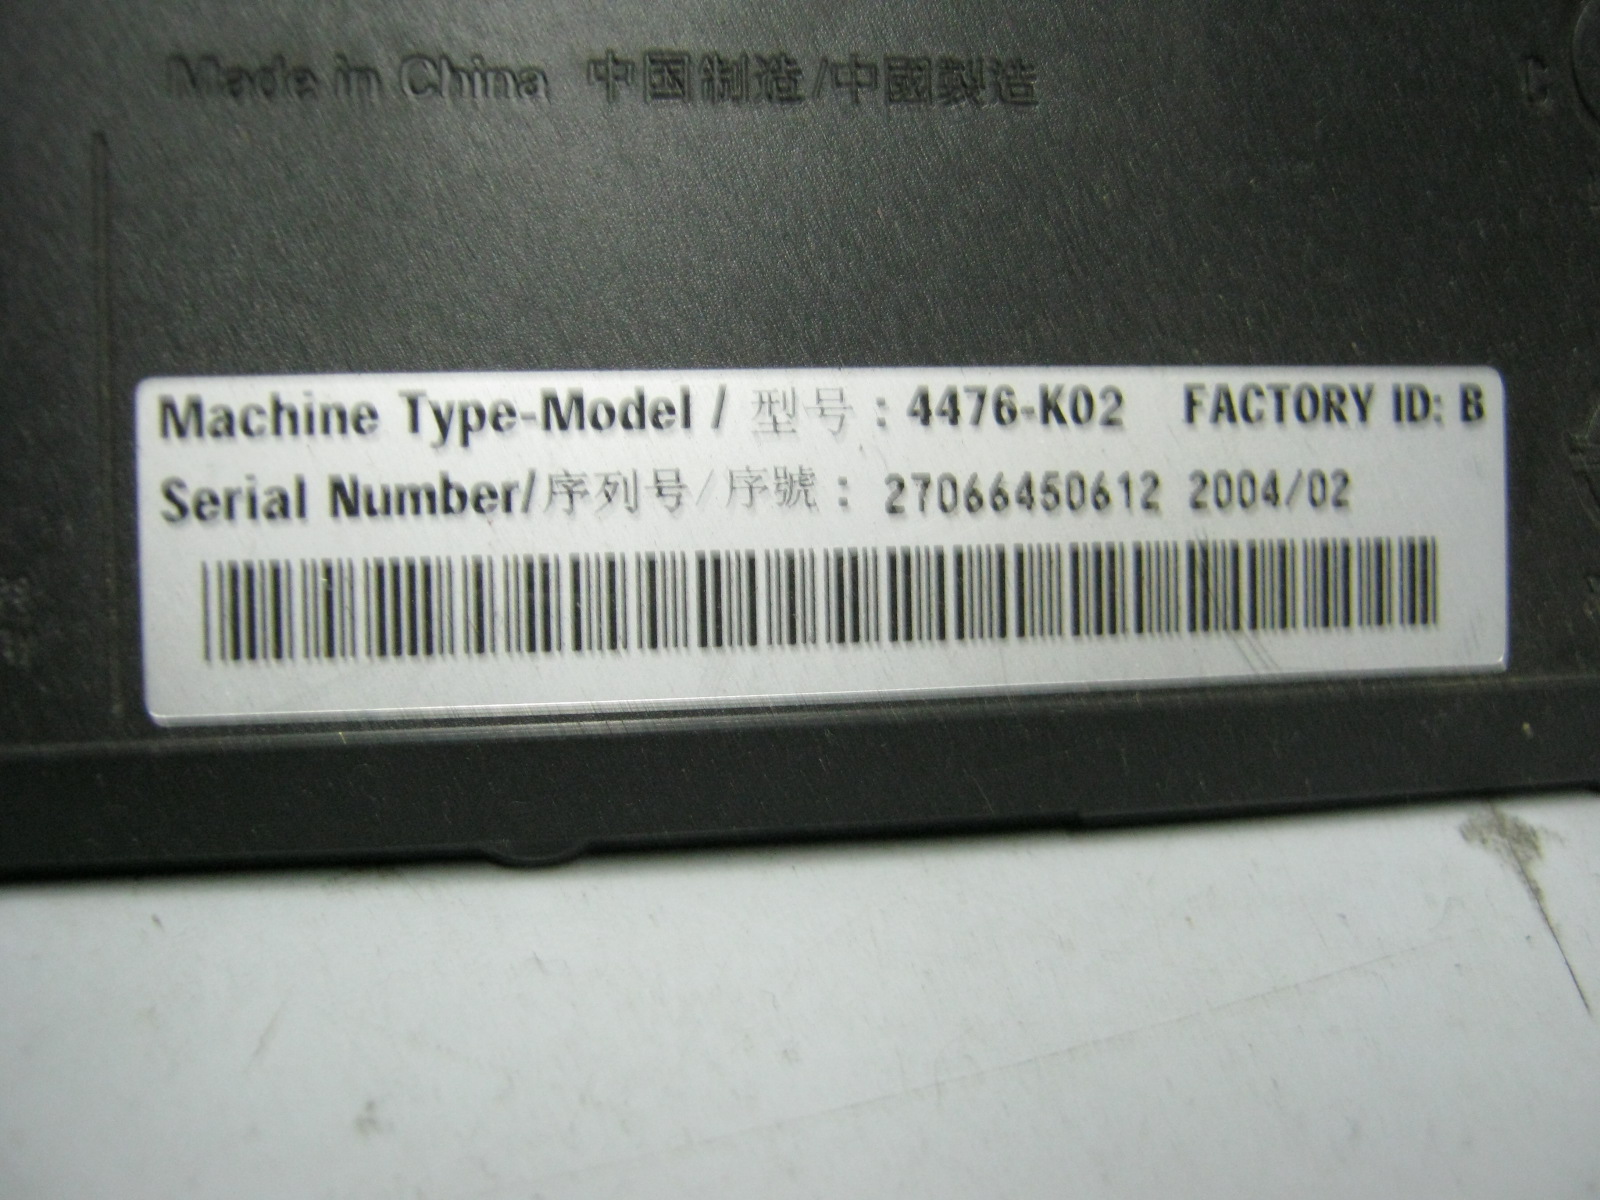 Made in China 中国制造/中國製造
Machine Type-Model / 型号 : 4476-K02 FACTORY ID: B
Serial Number/序列号/序號 : 27066450612 2004/02